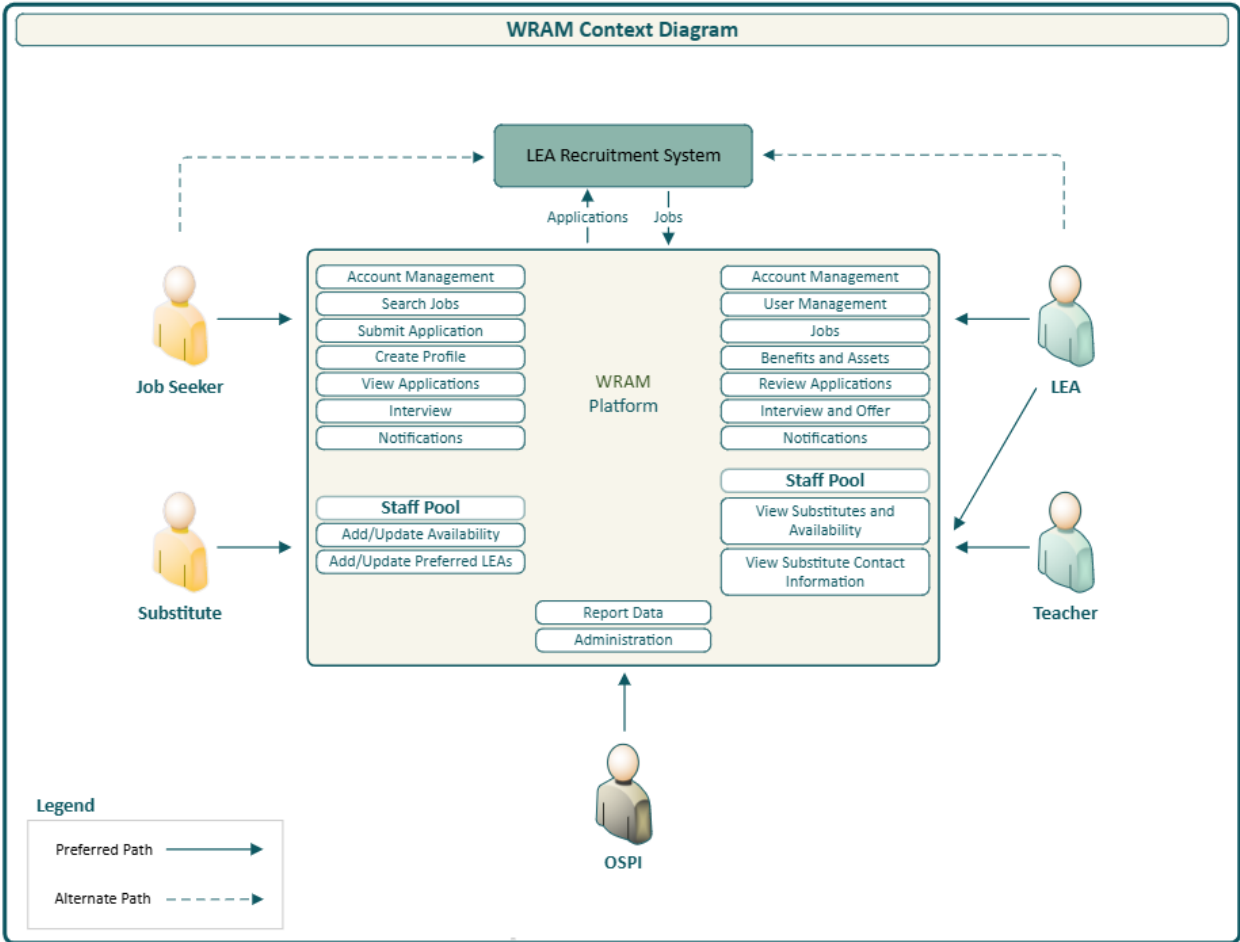 WRAM Context Diagram
LEA Recruitment System
Applications
Jobs
Job Seeker
Account Management
Search Jobs
Submit Application
Create Profile
View Applications
Interview
Notifications
WRAM
Platform
Account Management
User Management
Jobs
Benefits and Assets
Review Applications
Interview and Offer
Notifications
LEA
Substitute
Staff Pool
Add/Update Availability
Add/Update Preferred LEAs
Staff Pool
View Substitutes and
Availability
View Substitute Contact
Information
Teacher
Report Data
Administration
OSPI
Legend
Preferred Path
Alternate Path